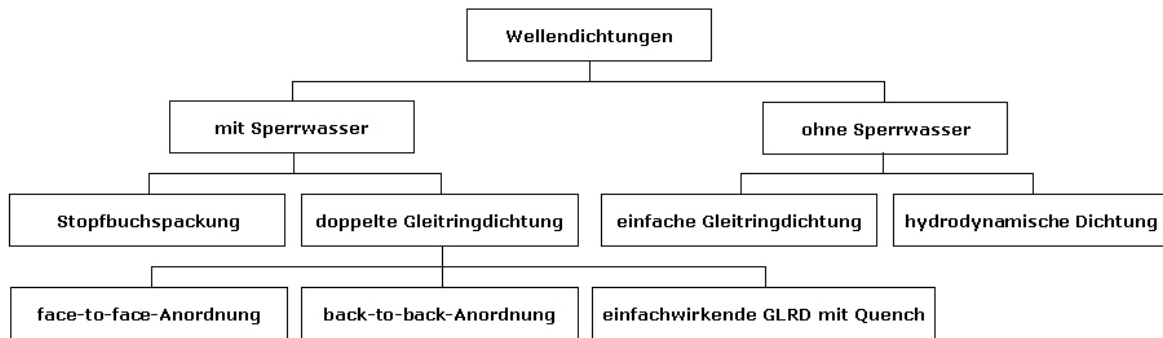 Wellendichtungen
mit Sperrwasser
ohne Sperrwasser
Stopfbuchspackung
doppelte Gleitringdichtung
einfache Gleitringdichtung
hydrodynamische Dichtung
face-to-face-Anordnung
back-to-back-Anordnung
einfachwirkende GLRD mit Quench